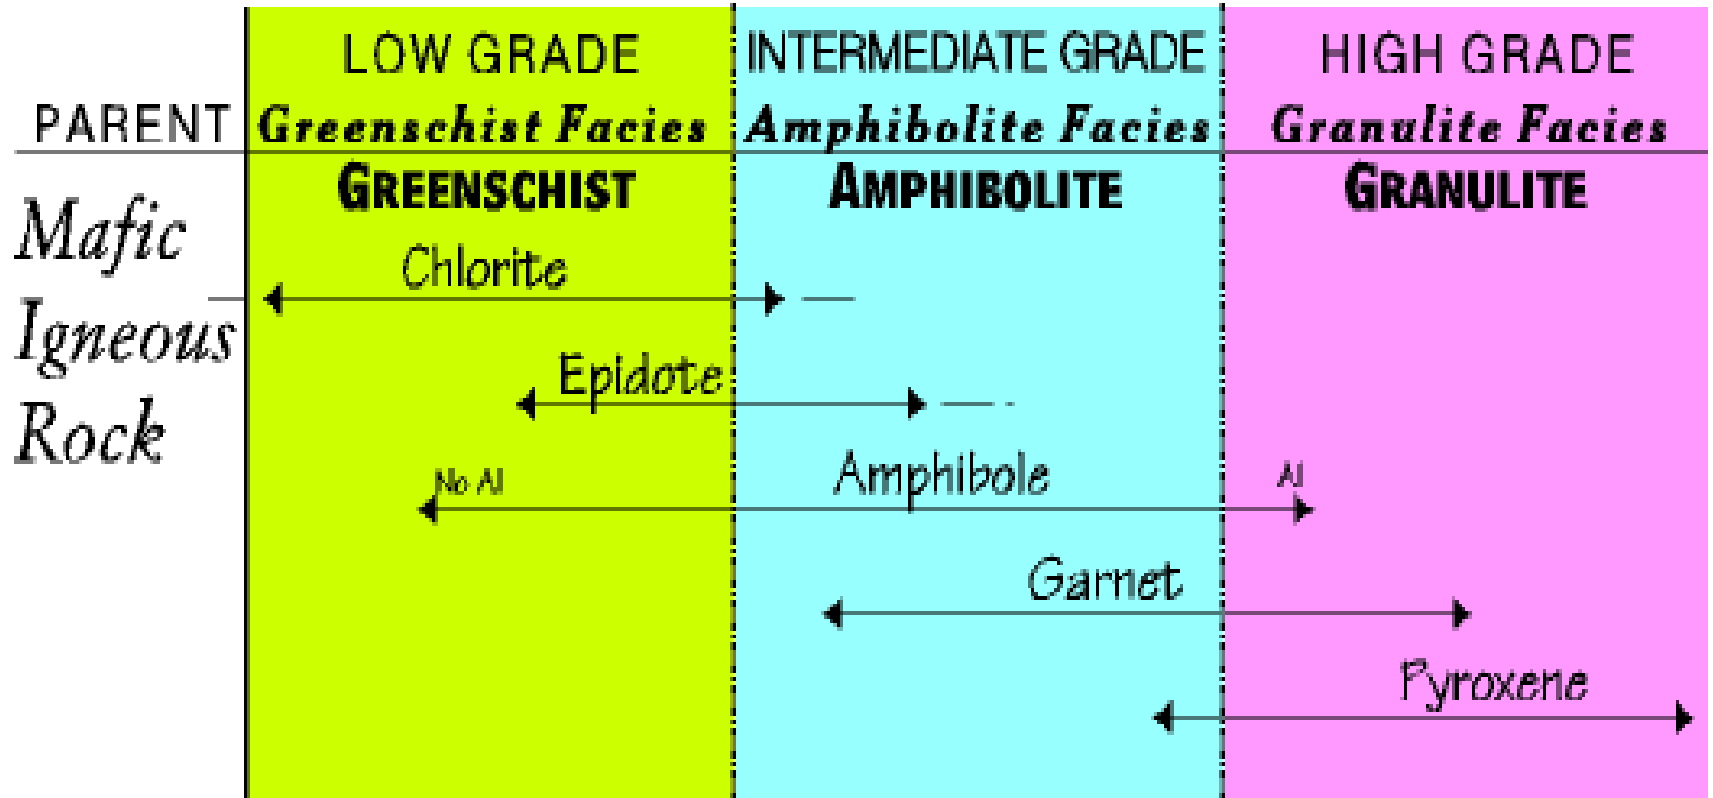 LOW GRADE
INTERMEDIATE GRADE
HIGH GRADE
PARENT
Greenschist Facies
Amphibolite Facies
Granulite Facies
Mafic
Igneous
Rock
GREENSCHIST
AMPHIBOLITE
GRANULITE
Chlorite
Epidote
No Al
Amphibole
Al
Garnet
Pyroxene